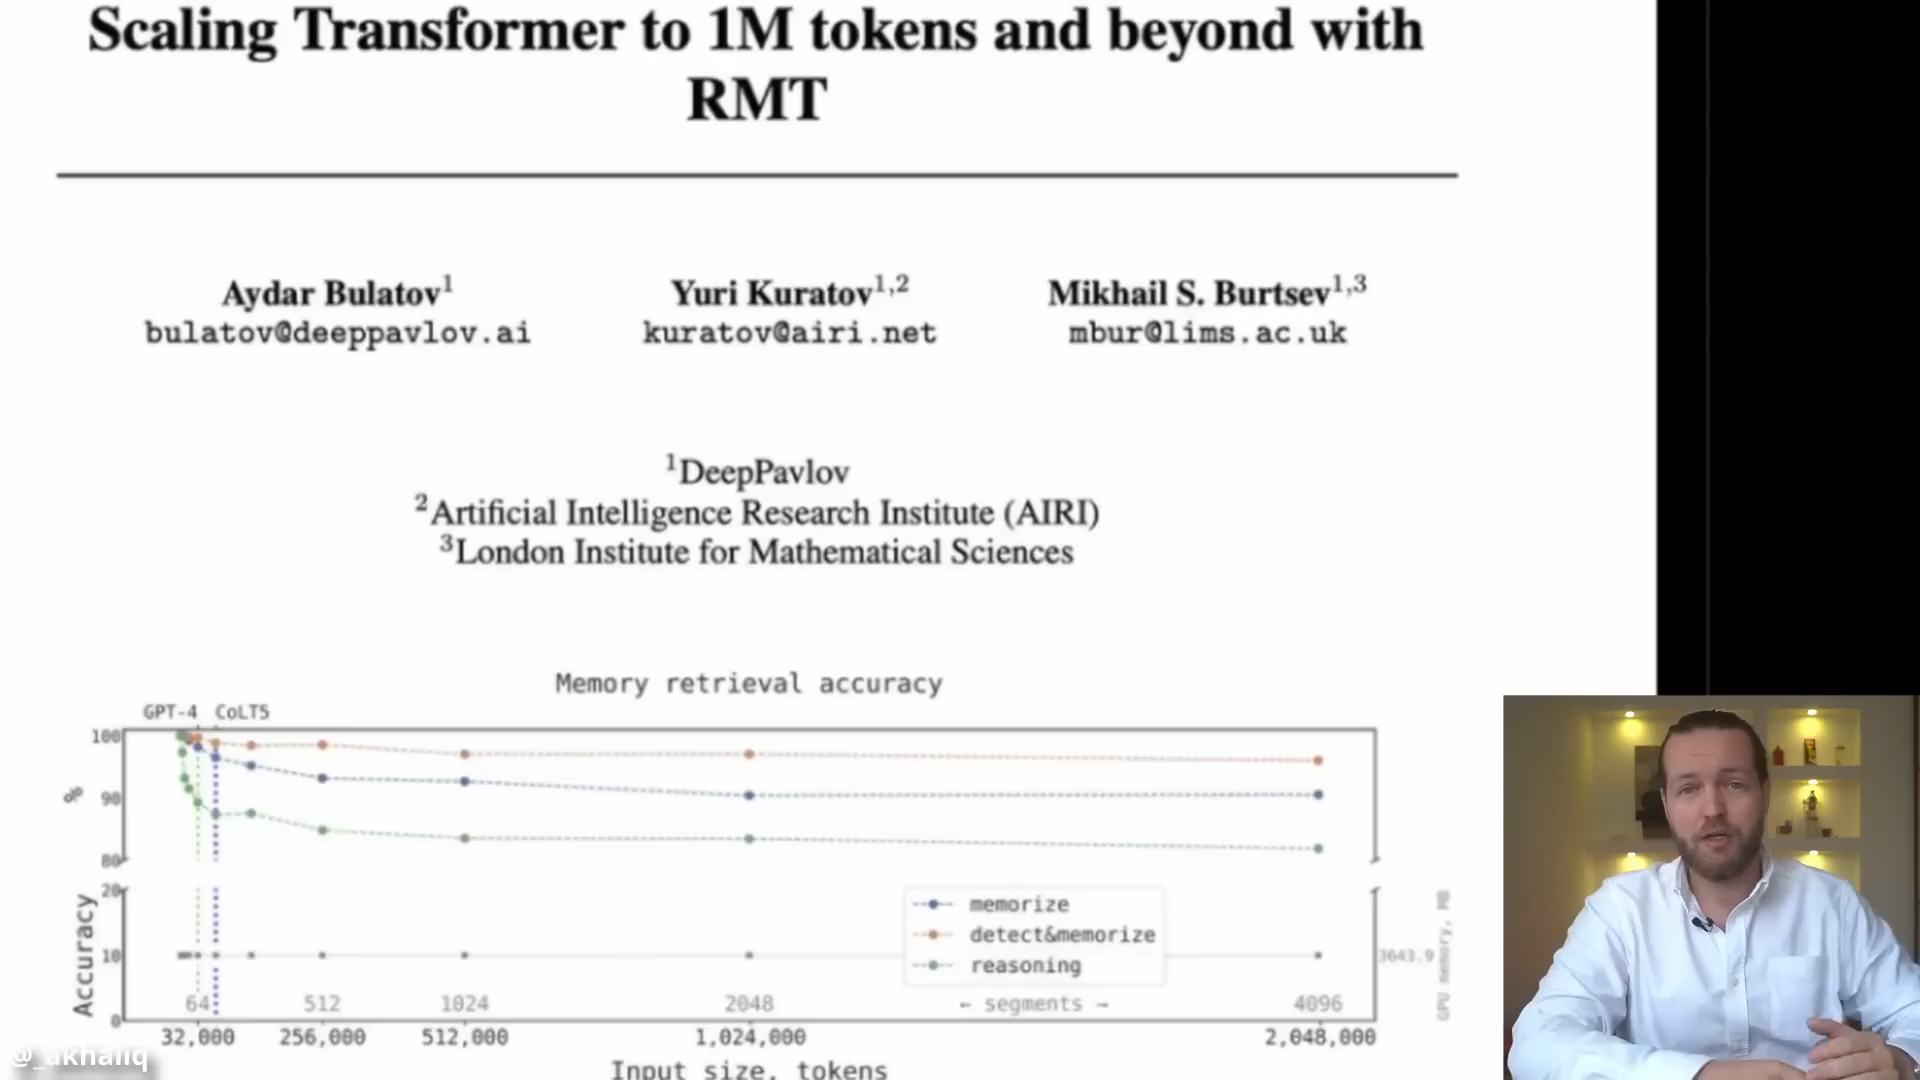 Scaling Transformer to 1M tokens and beyond with
RMT
Aydar Bulatov1 Yuri Kuratov1,2 Mikhail S. Burtsev1,3
bulatov@deeppavlov.ai kuratov@airi.net mbur@lims.ac.uk
1DeepPavlov
2Artificial Intelligence Research Institute (AIRI)
3London Institute for Mathematical Sciences
Memory retrieval accuracy
GPT-4 CoLT5
100
%
90
80
20
memorize
detect&memorize
10
3643.9
reasoning
Accuracy
GPU memory, MB
64 512 1024 2048 ← segments → 4096
0
32,000 256,000 512,000 1,024,000 2,048,000
Input size, tokens
@_akhaliq